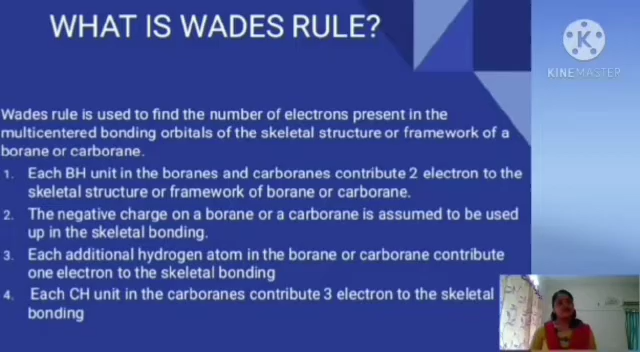 WHAT IS WADES RULE?
KINEMASTER
Wades rule is used to find the number of electrons present in the
multicentered bonding orbitals of the skeletal structure or framework of a
borane or carborane.
1. Each BH unit in the boranes and carboranes contribute 2 electron to the
skeletal structure or framework of borane or carborane.
2. The negative charge on a borane or a carborane is assumed to be used
up in the skeletal bonding.
3. Each additional hydrogen atom in the borane or carborane contribute
one electron to the skeletal bonding
4. Each CH unit in the carboranes contribute 3 electron to the skeletal
bonding